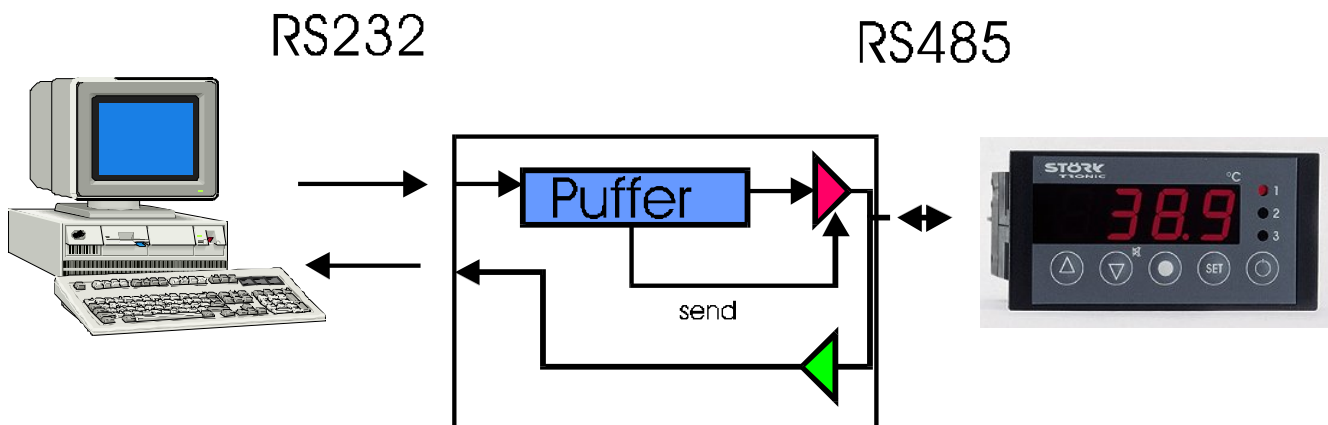 RS232
RS485
Puffer
send
STÖRK
TRONIC
°C
38.9
1
2
3
SET